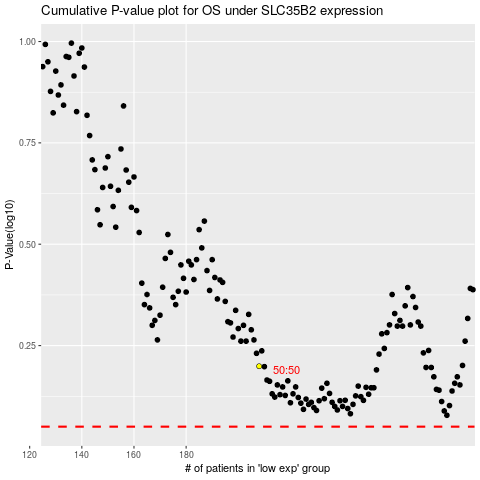 Cumulative P-value plot for OS under SLC35B2 expression
1.00
0.75
0.50
0.25
P-Value(log10)
50:50
120 140 160 180
# of patients in 'low exp' group